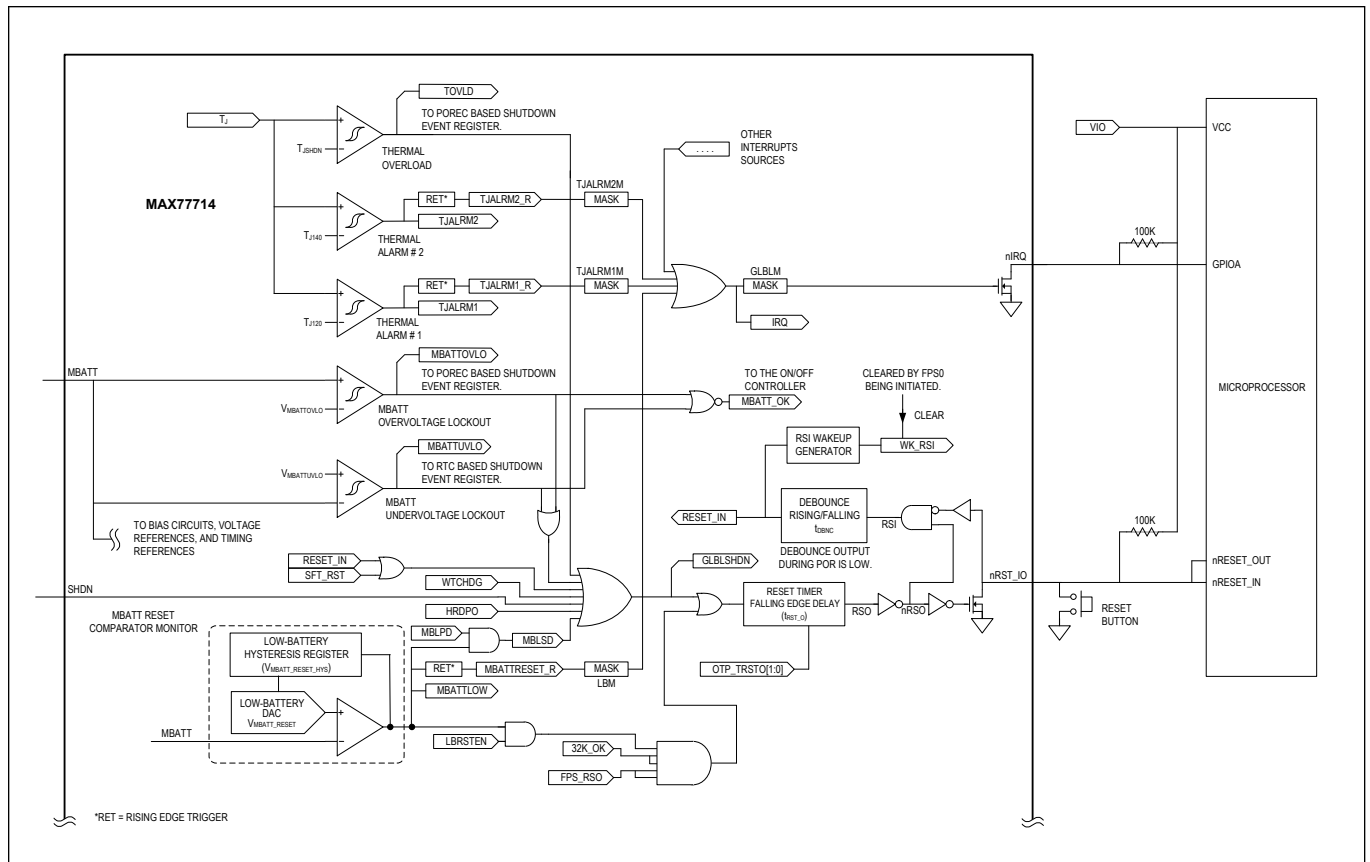 TOVLD
TO POREC BASED SHUTDOWN
EVENT REGISTER.
TJ
TJSHDN
THERMAL
OVERLOAD
MAX77714
OTHER
INTERRUPTS
SOURCES
. . . .
VIO
VCC
RET*
TJALRM2_R
TJALRM2M
MASK
TJALRM2
TJ140
THERMAL
ALARM # 2
100K
nIRQ
GPIOA
RET*
TJALRM1_R
TJALRM1M
MASK
GLBLM
MASK
TJALRM1
TJ120
THERMAL
ALARM # 1
IRQ
MBATTOVLO
TO POREC BASED SHUTDOWN
EVENT REGISTER.
MBATT
VMBATTOVLO
MBATT
OVERVOLTAGE LOCKOUT
TO THE ON/OFF
CONTROLLER
MBATT_OK
CLEARED BY FPS0
BEING INITIATED.
CLEAR
MICROPROCESSOR
RSI WAKEUP
GENERATOR
WK_RSI
MBATTUVLO
TO RTC BASED SHUTDOWN
EVENT REGISTER.
VMBATTUVLO
MBATT
UNDERVOLTAGE LOCKOUT
TO BIAS CIRCUITS, VOLTAGE
REFERENCES, AND TIMING
REFERENCES
RESET_IN
DEBOUNCE
RISING/FALLING
tDBNC
RSI
DEBOUNCE OUTPUT
DURING POR IS LOW.
100K
RESET_IN
SFT_RST
WTCHDG
GLBLSHDN
nRST_IO
nRESET_OUT
nRESET_IN
SHDN
HRDPO
RESET TIMER
FALLING EDGE DELAY
(tRST_O)
RSO
nRSO
RESET
BUTTON
MBATT RESET
COMPARATOR MONITOR
MBLPD
MBLSD
LOW-BATTERY
HYSTERESIS REGISTER
(VMBATT_RESET_HYS)
RET*
MBATTRESET_R
MASK
LBM
OTP_TRSTO[1:0]
MBATTLOW
LOW-BATTERY
DAC
VMBATT_RESET
MBATT
LBRSTEN
32K_OK
FPS_RSO
*RET = RISING EDGE TRIGGER